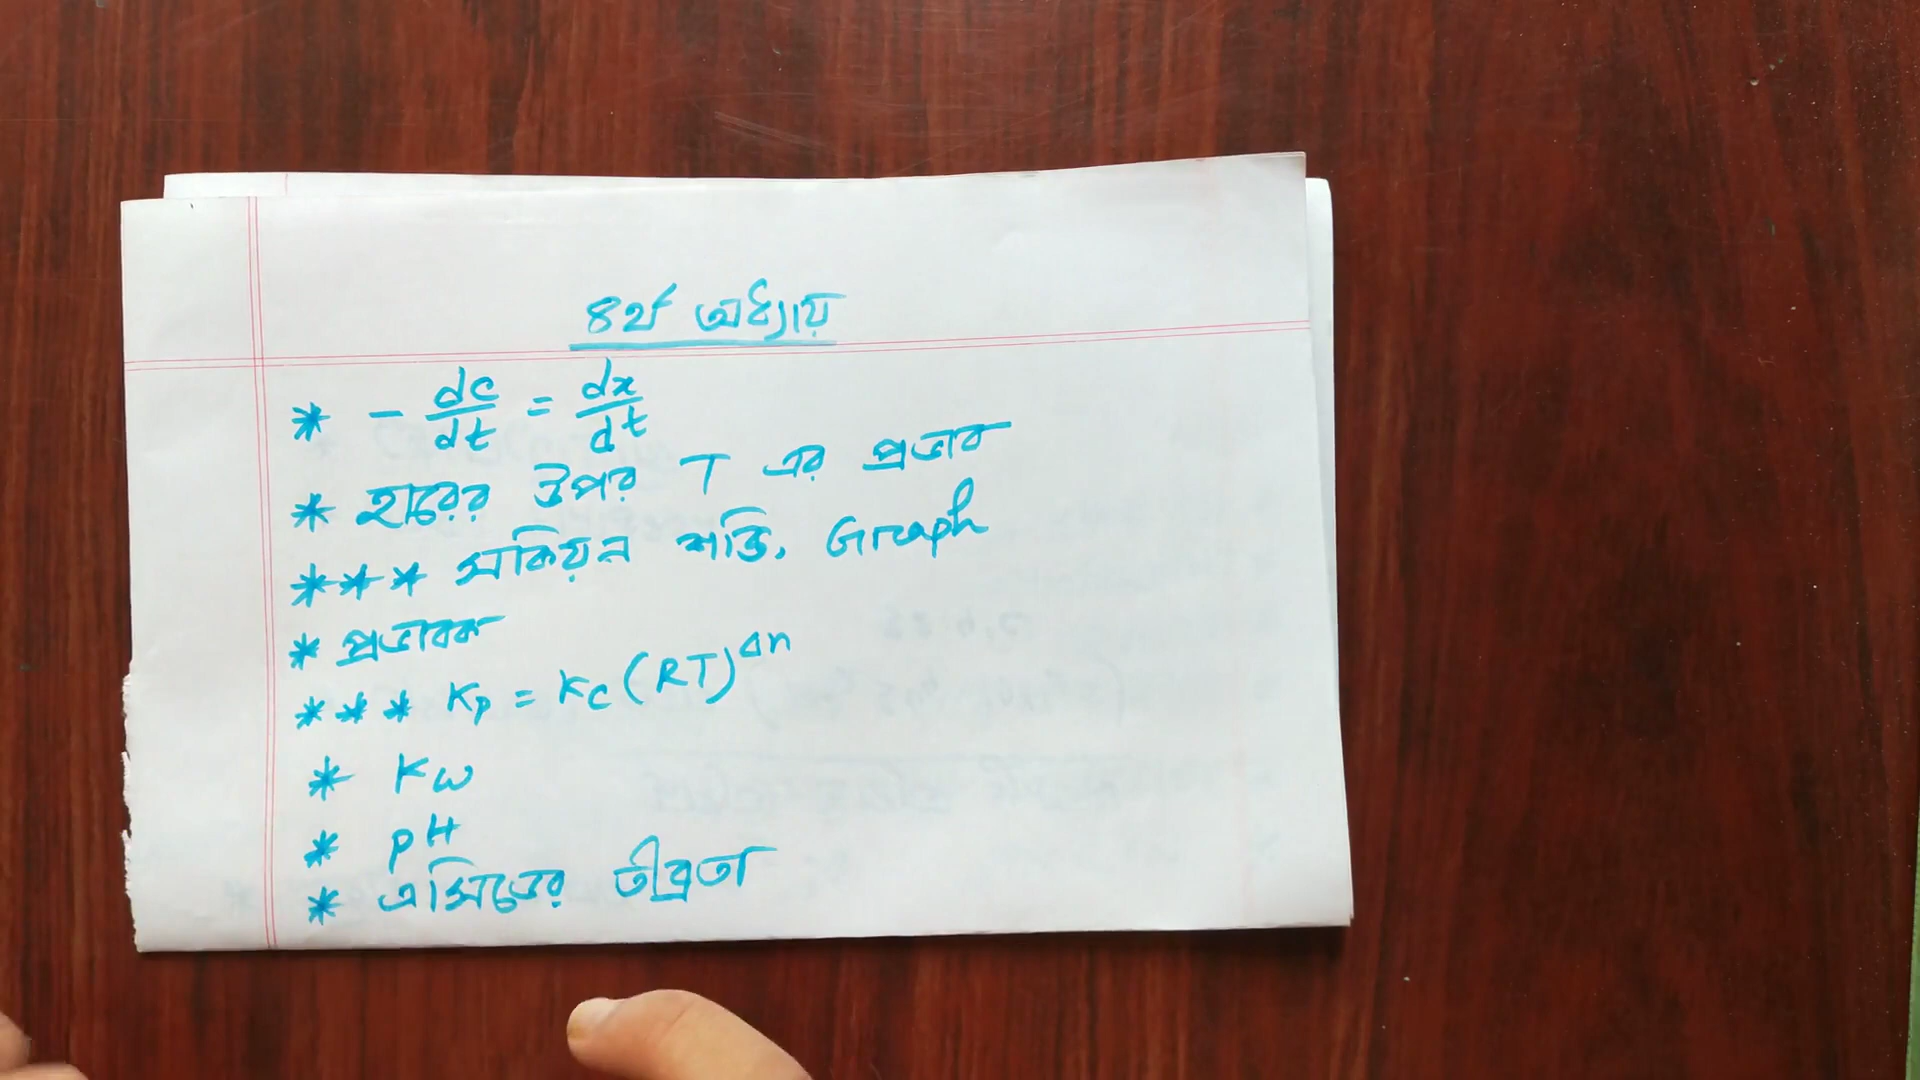 ৪র্থ অধ্যায়
* - dc/dt = dx/dt
* হারের উপর T এর প্রভাব
*** সক্রিয়ন শক্তি, Graph
* প্রভাবক
*** Kp = Kc (RT)^Δn
* Kw
* pH
* এসিডের তীব্রতা